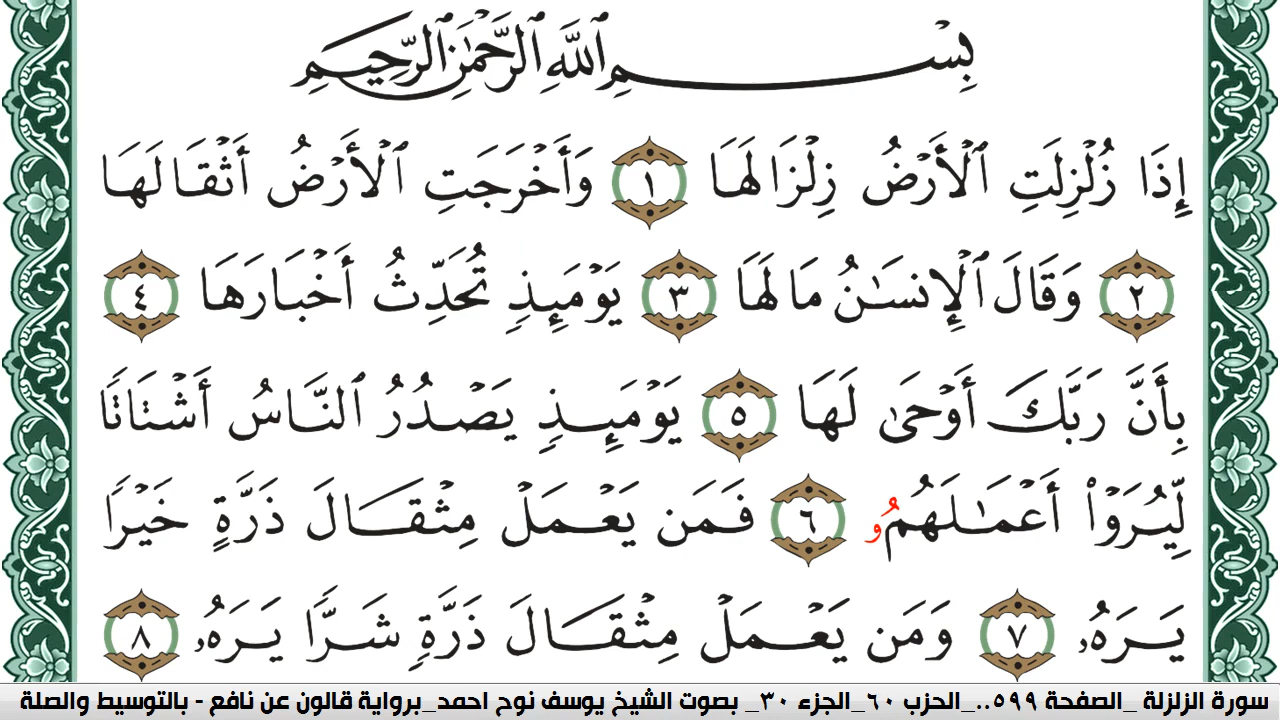 بِسْمِ ٱللَّهِ ٱلرَّحْمَٰنِ ٱلرَّحِيمِ
إِذَا زُلْزِلَتِ ٱلْأَرْضُ زِلْزَالَهَا ١ وَأَخْرَجَتِ ٱلْأَرْضُ أَثْقَالَهَا
٢ وَقَالَ ٱلْإِنسَٰنُ مَا لَهَا ٣ يَوْمَئِذٍ تُحَدِّثُ أَخْبَارَهَا ٤
بِأَنَّ رَبَّكَ أَوْحَىٰ لَهَا ٥ يَوْمَئِذٍ يَصْدُرُ ٱلنَّاسُ أَشْتَاتًا
لِّيُرَوْا۟ أَعْمَٰلَهُمُۥ ٦ فَمَن يَعْمَلْ مِثْقَالَ ذَرَّةٍ خَيْرًا
يَرَهُۥ ٧ وَمَن يَعْمَلْ مِثْقَالَ ذَرَّةٍ شَرًّا يَرَهُۥ ٨
سورة الزلزلة _الصفحة ٥٩٩.._الحزب ٦٠_الجزء ٣٠_ بصوت الشيخ يوسف نوح احمد_برواية قالون عن نافع - بالتوسيط والصلة